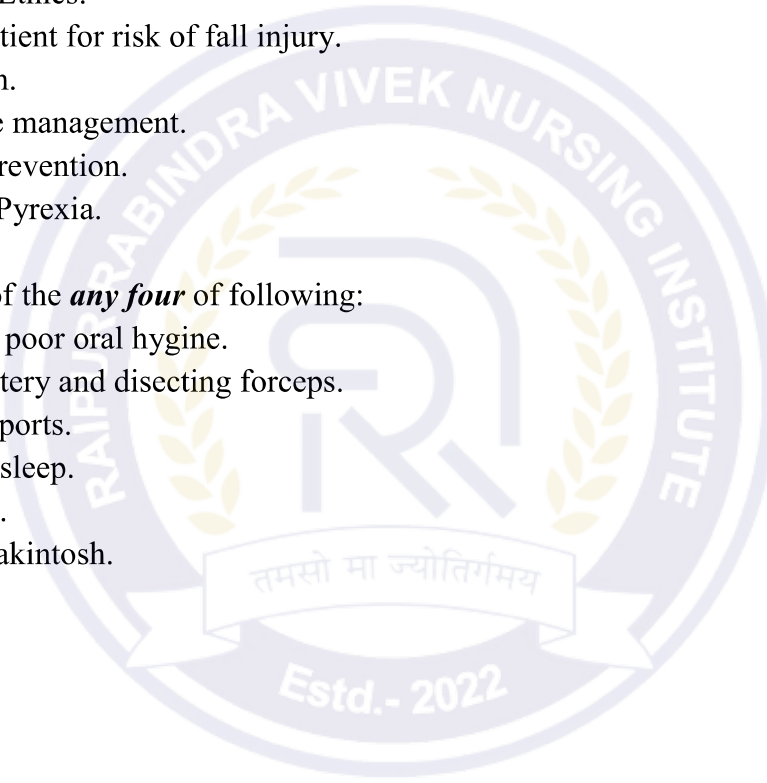 Ethics.
tient for risk of fall injury.
n.
e management.
revention.
Pyrexia.
of the any four of following:
poor oral hygine.
tery and disecting forceps.
ports.
sleep.
.
akintosh.
RAIPUR RABINDRA VIVEK NURSING INSTITUTE
तमसो मा ज्योतिर्गमय
Estd.- 2022